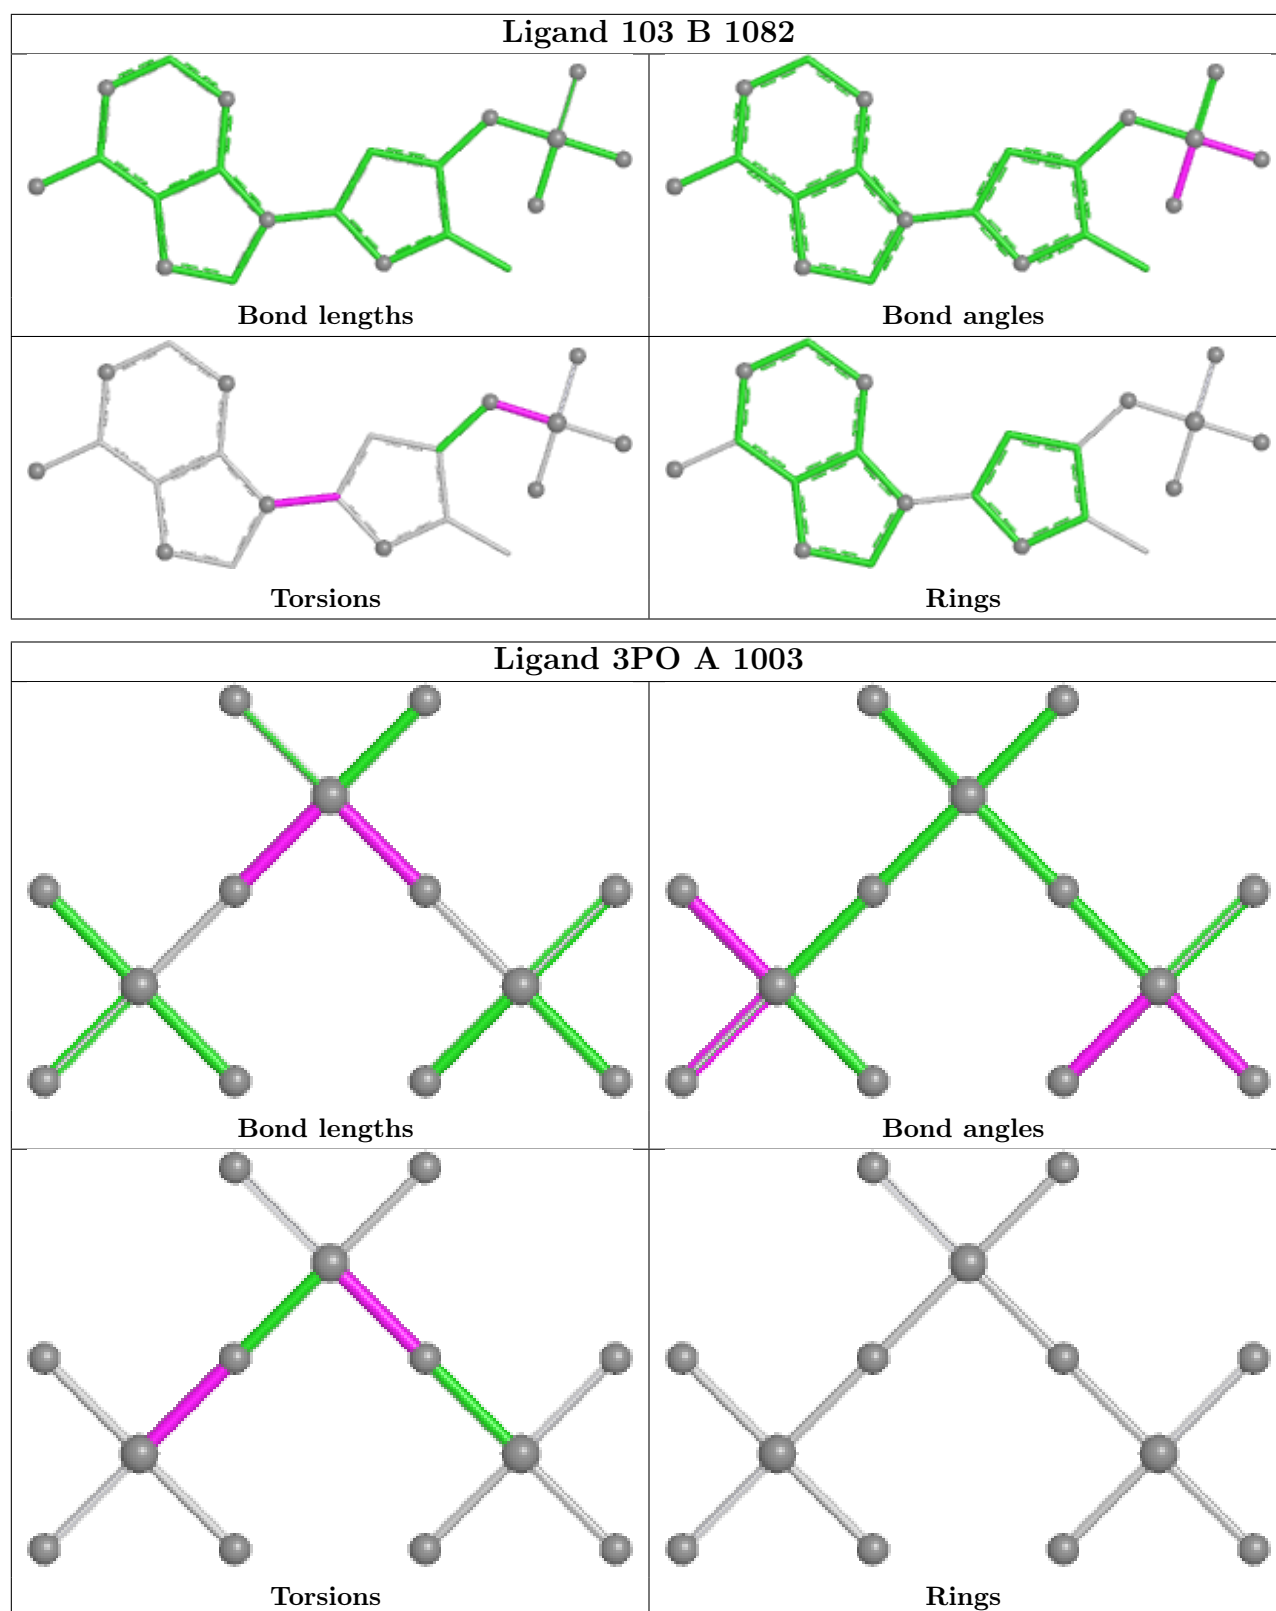 Ligand 103 B 1082
Bond lengths
Bond angles
Torsions
Rings
Ligand 3PO A 1003
Bond lengths
Bond angles
Torsions
Rings